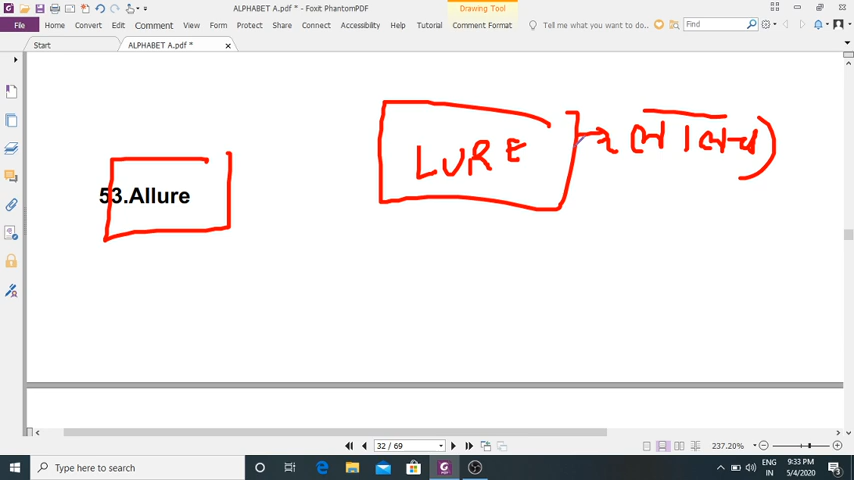 ALPHABET A.pdf * - Foxit PhantomPDF
Drawing Tool
File Home Convert Edit Comment View Form Protect Share Connect Accessibility Help Tutorial Comment Format Tell me what you want to do.. Find
Start ALPHABET A.pdf *
LURE
53.Allure
32 / 69
237.20%
Type here to search
ENG 9:33 PM
IN 5/4/2020
3